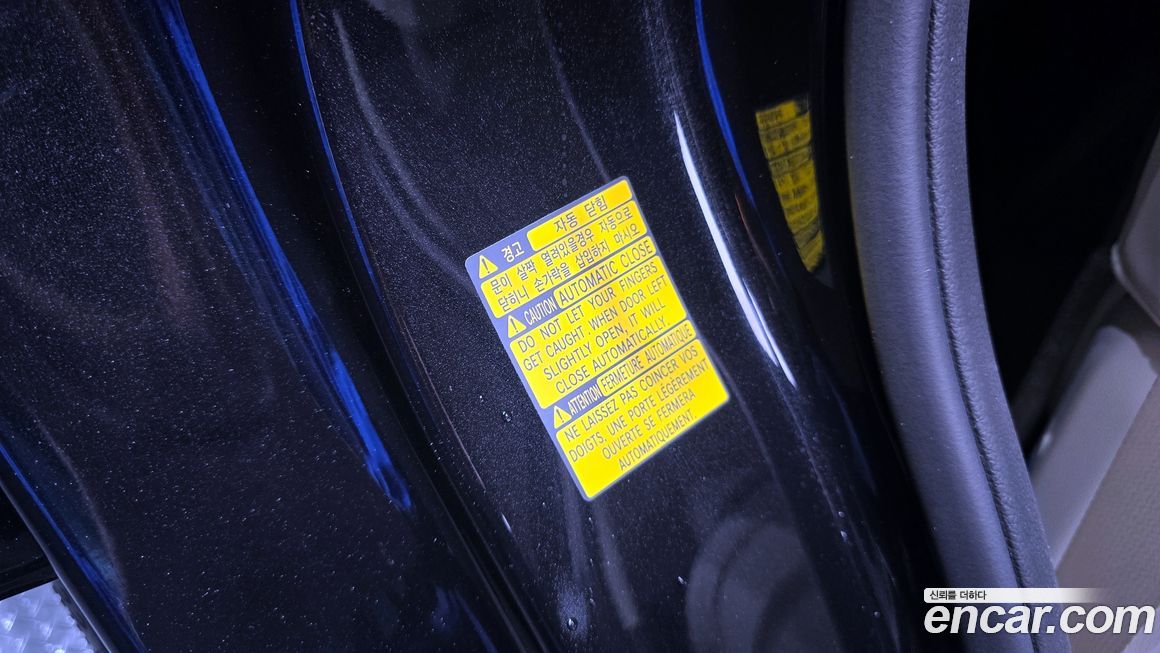 경고 자동 닫힘
문이 살짝 열려있을경우 자동으로
닫히니 손가락을 삽입하지 마시오
CAUTION AUTOMATIC CLOSE
DO NOT LET YOUR FINGERS
GET CAUGHT, WHEN DOOR LEFT
SLIGHTLY OPEN, IT WILL
CLOSE AUTOMATICALLY.
ATTENTION FERMETURE AUTOMATIQUE
NE LAISSEZ PAS COINCER VOS
DOIGTS, UNE PORTE LÉGÈREMENT
OUVERTE SE FERMERA
AUTOMATIQUEMENT.
신뢰를 더하다
encar.com